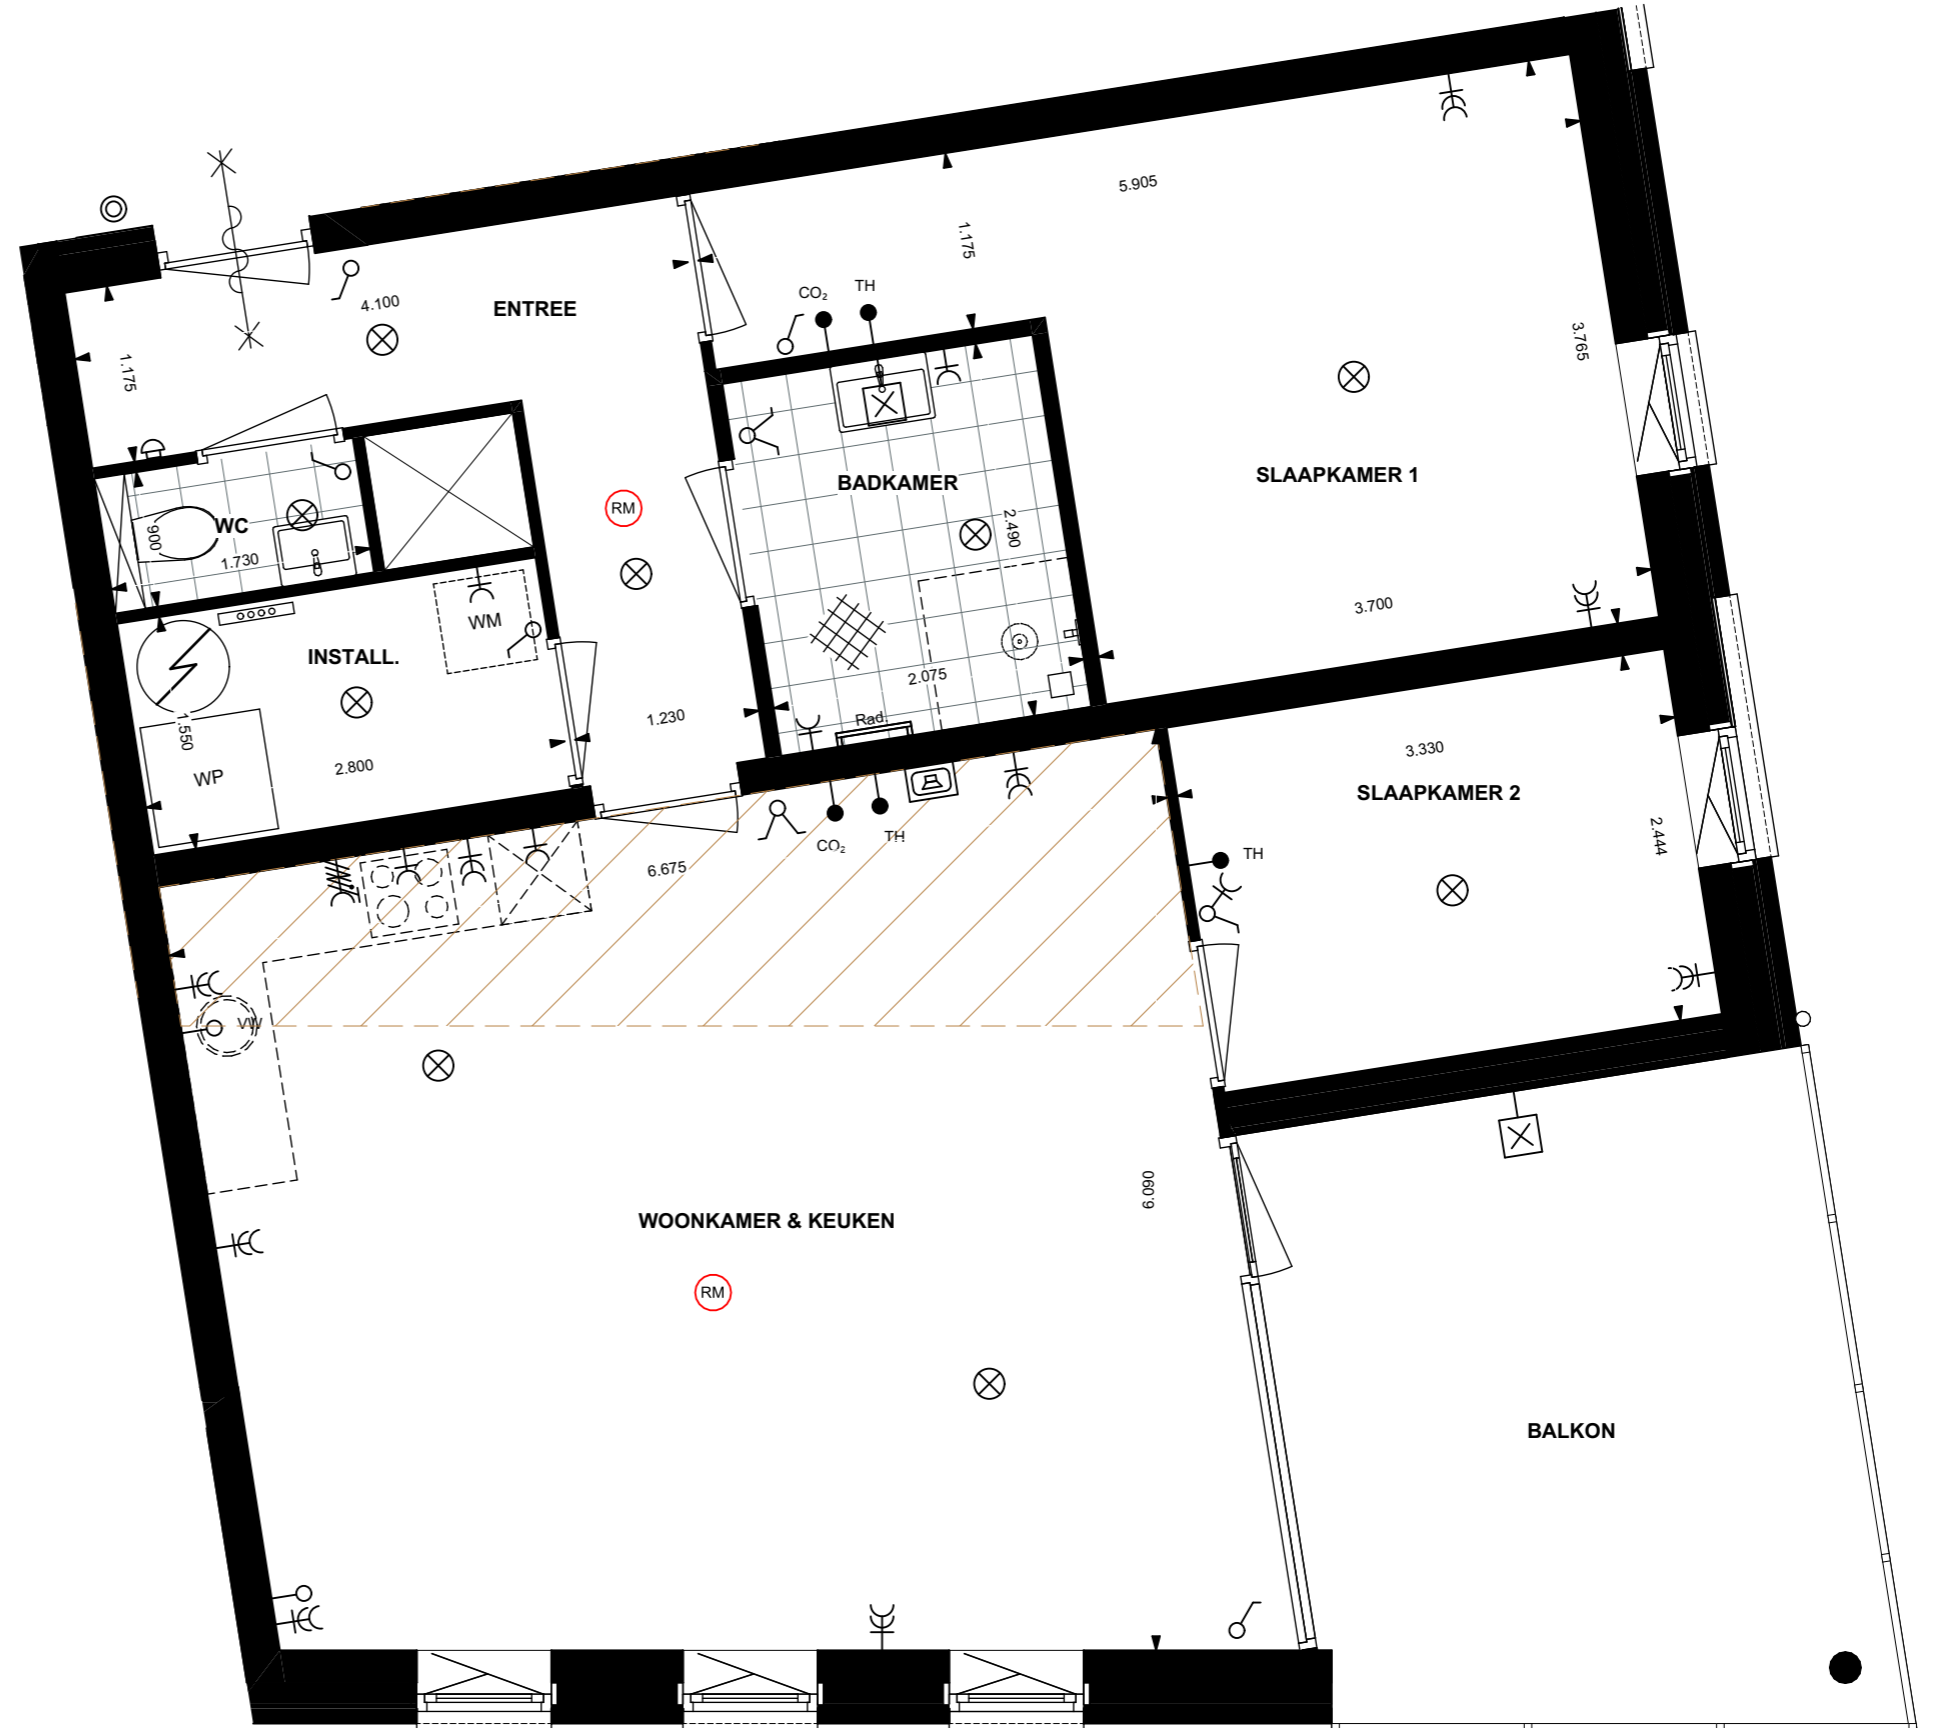 5.905
1.175
CO₂
TH
4.100
ENTREE
3.765
1.175
SLAAPKAMER 1
BADKAMER
RM
WC
900
1.730
2.490
3.700
WM
INSTALL.
2.075
Rad.
1.230
1.550
WP
2.800
3.330
SLAAPKAMER 2
2.444
CO₂
TH
TH
6.675
VW
6.090
WOONKAMER & KEUKEN
RM
BALKON